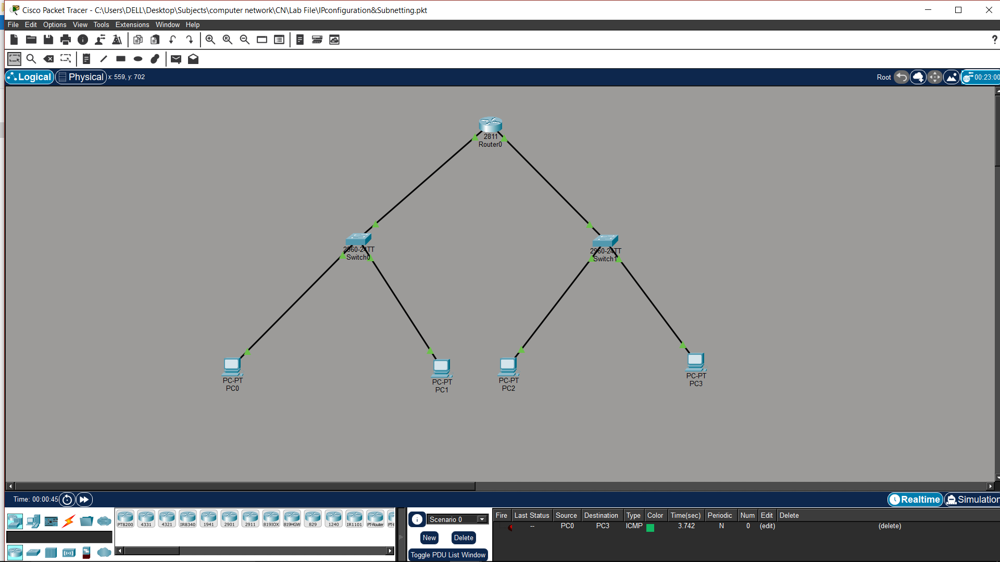 Cisco Packet Tracer - C:\Users\DELL\Desktop\Subjects\computer network\CN\Lab File\IPconfiguration&Subnetting.pkt
File Edit Options View Tools Extensions Window Help
?
Logical Physical x: 559, y: 702 Root 00:23:00
2811
Router0
2960-24TT
Switch0
2960-24TT
Switch1
PC-PT
PC0
PC-PT
PC1
PC-PT
PC2
PC-PT
PC3
Time: 00:00:45 Realtime Simulation
PT8200 4331 4321 IR8340 1941 2901 2911 819IOX 819HGW 829 1240 IR1101 PT-Router
Scenario 0
New Delete
Toggle PDU List Window
Fire Last Status Source Destination Type Color Time(sec) Periodic Num Edit Delete
-- PC0 PC3 ICMP 3.742 N 0 (edit) (delete)